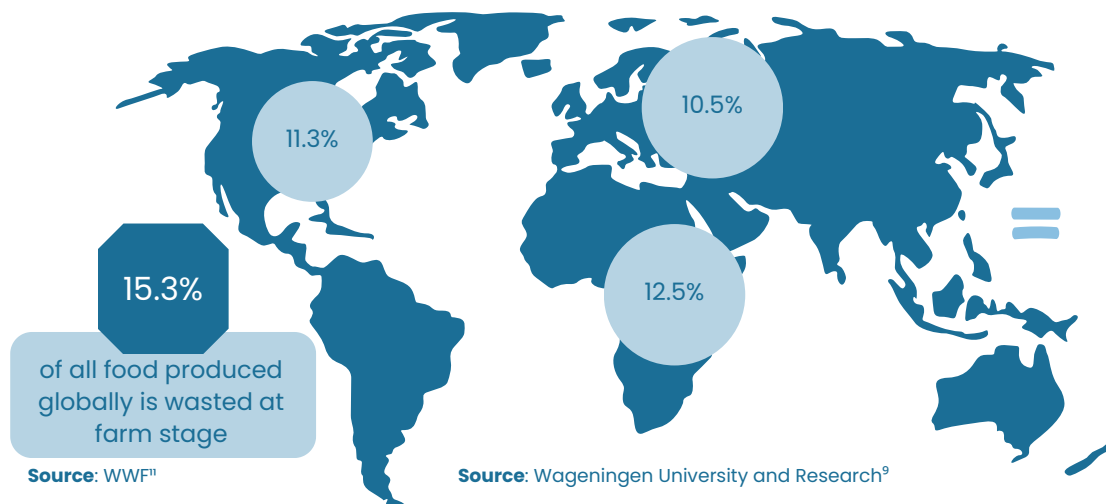 10.5%
11.3%
12.5%
15.3%
of all food produced
globally is wasted at
farm stage
Source: WWF¹¹
Source: Wageningen University and Research⁹